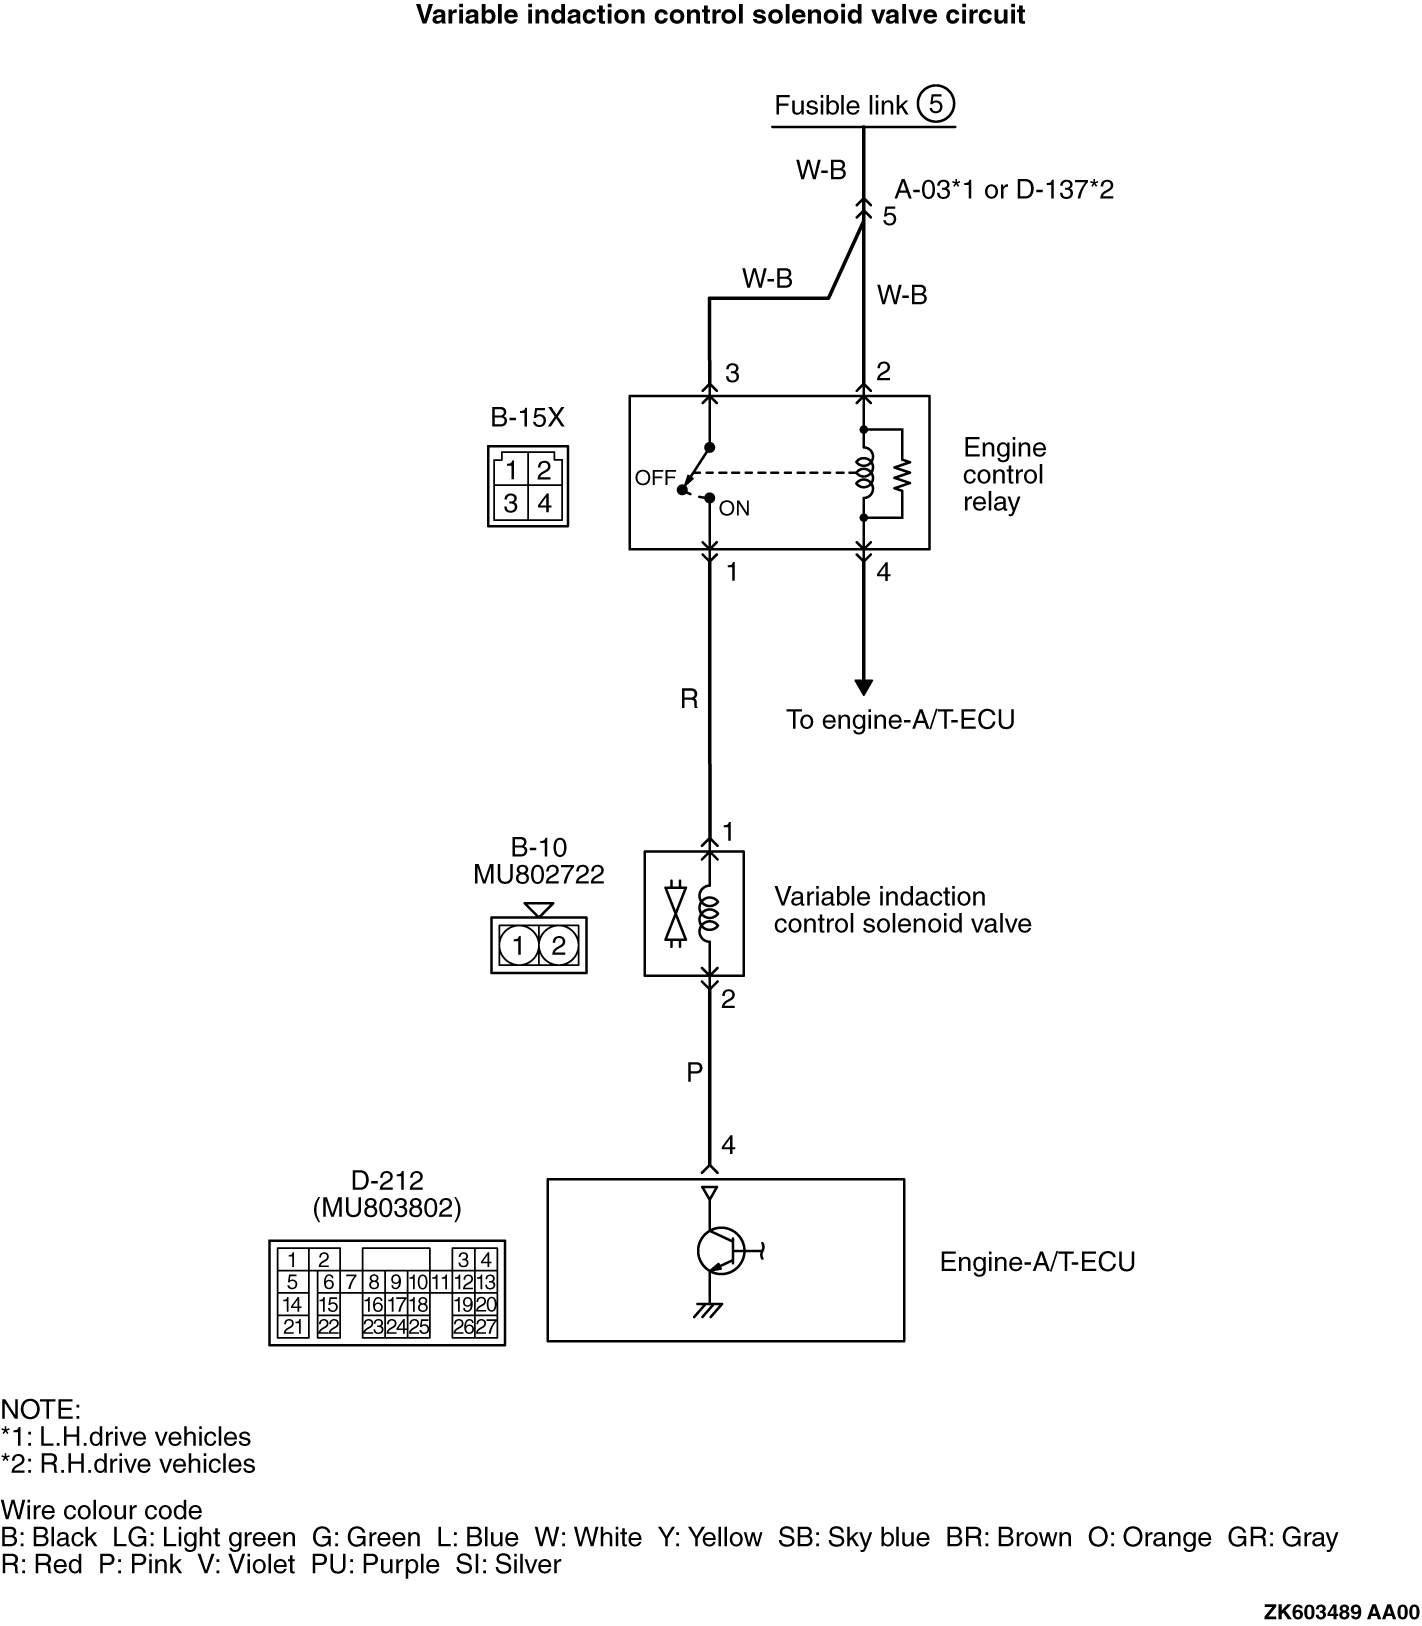 Variable indaction control solenoid valve circuit
Fusible link 5
W-B
A-03*1 or D-137*2
5
W-B
W-B
3
2
B-15X
1 2
3 4
OFF
ON
Engine
control
relay
1
4
R
To engine-A/T-ECU
1
B-10
MU802722
1 2
Variable indaction
control solenoid valve
2
P
4
D-212
(MU803802)
1 2 3 4
5 6 7 8 9 10 11 12 13
14 15 16 17 18 19 20
21 22 23 24 25 26 27
Engine-A/T-ECU
NOTE:
*1: L.H.drive vehicles
*2: R.H.drive vehicles
Wire colour code
B: Black LG: Light green G: Green L: Blue W: White Y: Yellow SB: Sky blue BR: Brown O: Orange GR: Gray
R: Red P: Pink V: Violet PU: Purple SI: Silver
ZK603489 AA00